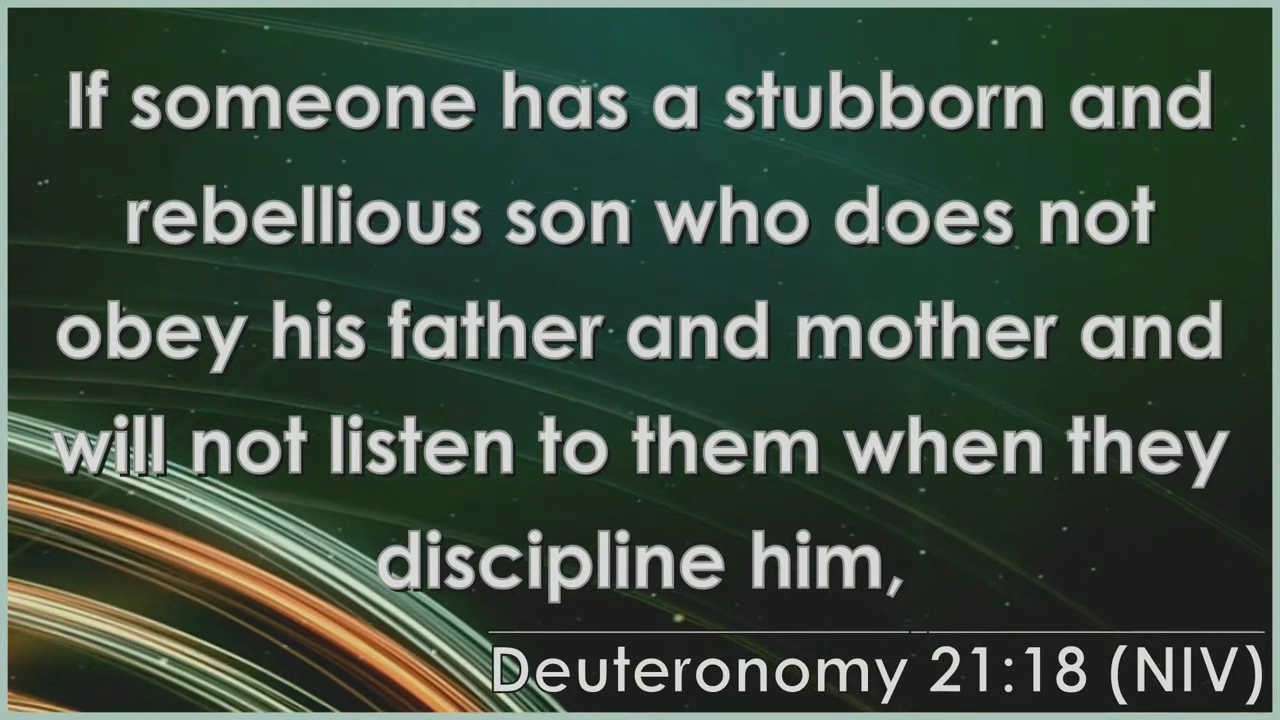 If someone has a stubborn and
rebellious son who does not
obey his father and mother and
will not listen to them when they
discipline him,
Deuteronomy 21:18 (NIV)